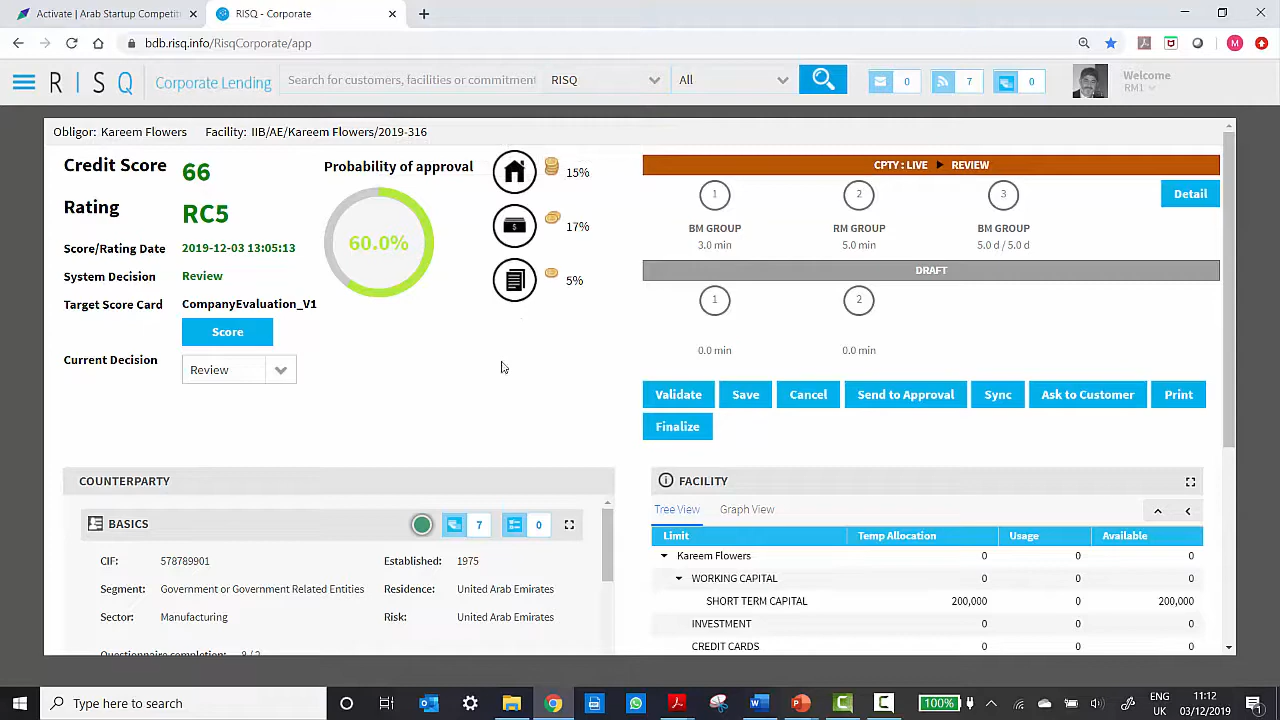 Activate | Arab Startup Competiti
RISQ - Corporate
bdb.risq.info/RisqCorporate/app
R I S Q
Corporate Lending
Search for customers, facilities or commitment
RISQ
All
0
7
0
Welcome
RM1
Obligor: Kareem Flowers Facility: IIB/AE/Kareem Flowers/2019-316
Credit Score 66
Rating RC5
Score/Rating Date 2019-12-03 13:05:13
System Decision Review
Target Score Card CompanyEvaluation_V1
Score
Current Decision Review
Probability of approval
60.0%
15%
17%
5%
CPTY : LIVE REVIEW
1 2 3
BM GROUP RM GROUP BM GROUP
3.0 min 5.0 min 5.0 d / 5.0 d
Detail
DRAFT
1 2
0.0 min 0.0 min
Validate Save Cancel Send to Approval Sync Ask to Customer Print
Finalize
COUNTERPARTY
BASICS 7 0
CIF: 578789901 Established: 1975
Segment: Government or Government Related Entities Residence: United Arab Emirates
Sector: Manufacturing Risk: United Arab Emirates
FACILITY
Tree View Graph View
Limit Temp Allocation Usage Available
Kareem Flowers 0 0 0
WORKING CAPITAL 0 0 0
SHORT TERM CAPITAL 200,000 0 200,000
INVESTMENT 0 0 0
CREDIT CARDS 0 0 0
Type here to search
100%
ENG
UK
11:12
03/12/2019